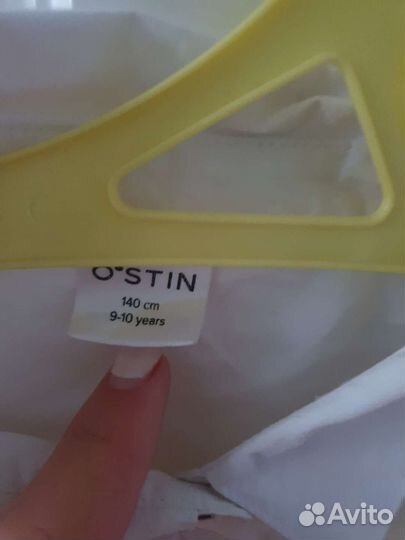 O'STIN
140 cm
9-10 years
Avito